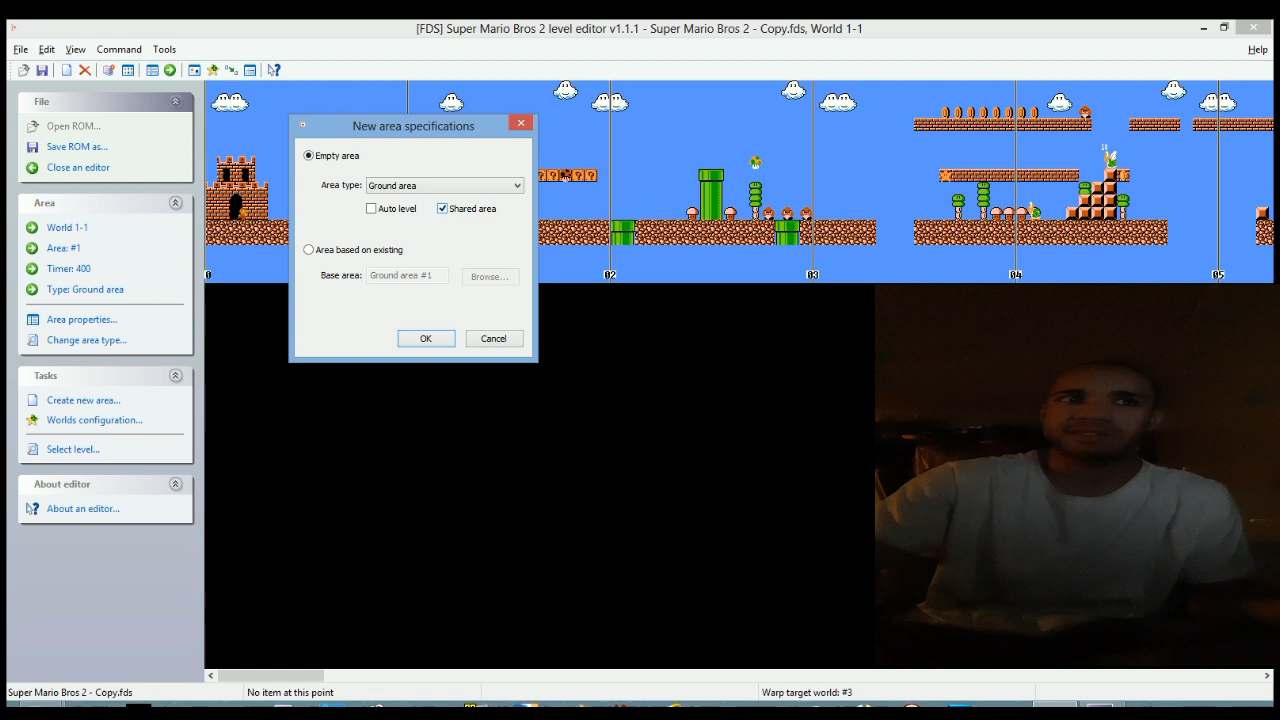 [FDS] Super Mario Bros 2 level editor v1.1.1 - Super Mario Bros 2 - Copy.fds, World 1-1
File Edit View Command Tools Help
File
Open ROM...
Save ROM as...
Close an editor
Area
World 1-1
Area: #1
Timer: 400
Type: Ground area
Area properties...
Change area type...
Tasks
Create new area...
Worlds configuration...
Select level...
About editor
About an editor...
New area specifications
Empty area
Area type: Ground area
Auto level Shared area
Area based on existing
Base area: Ground area #1 Browse...
OK Cancel
0 02 03 04 05
Super Mario Bros 2 - Copy.fds No item at this point Warp target world: #3